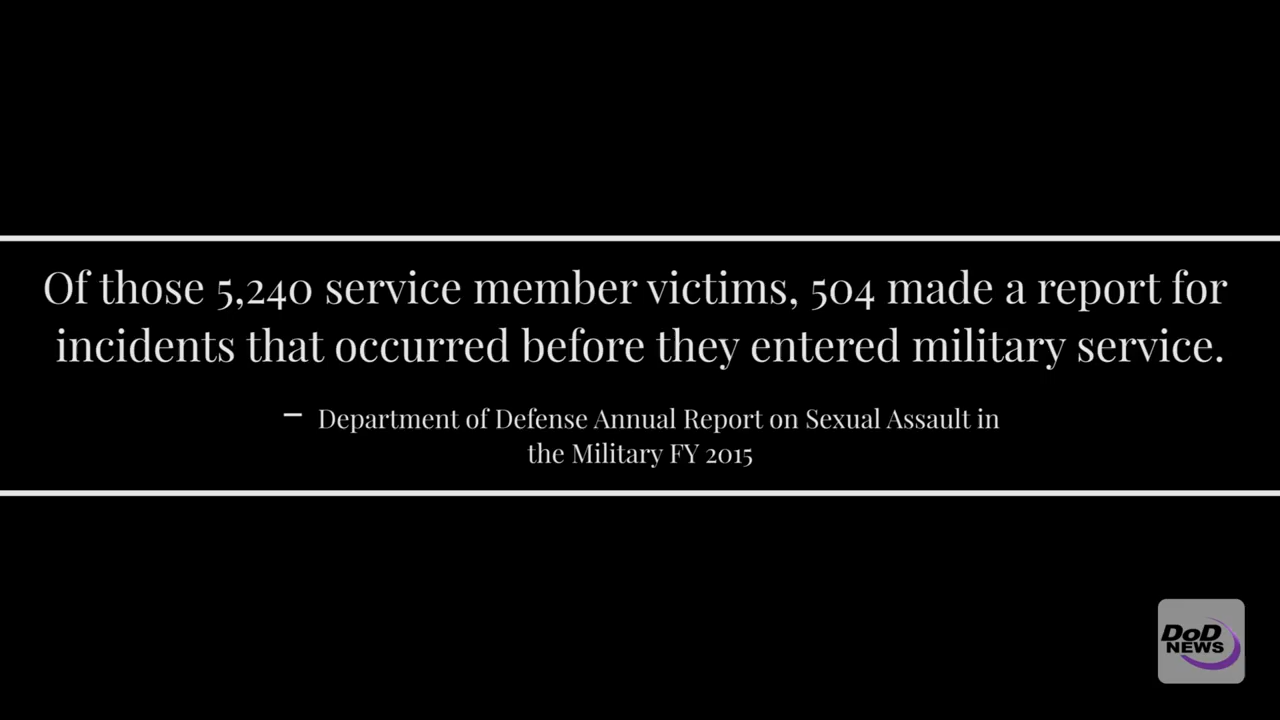 Of those 5,240 service member victims, 504 made a report for
incidents that occurred before they entered military service.
– Department of Defense Annual Report on Sexual Assault in
the Military FY 2015
DoD
NEWS